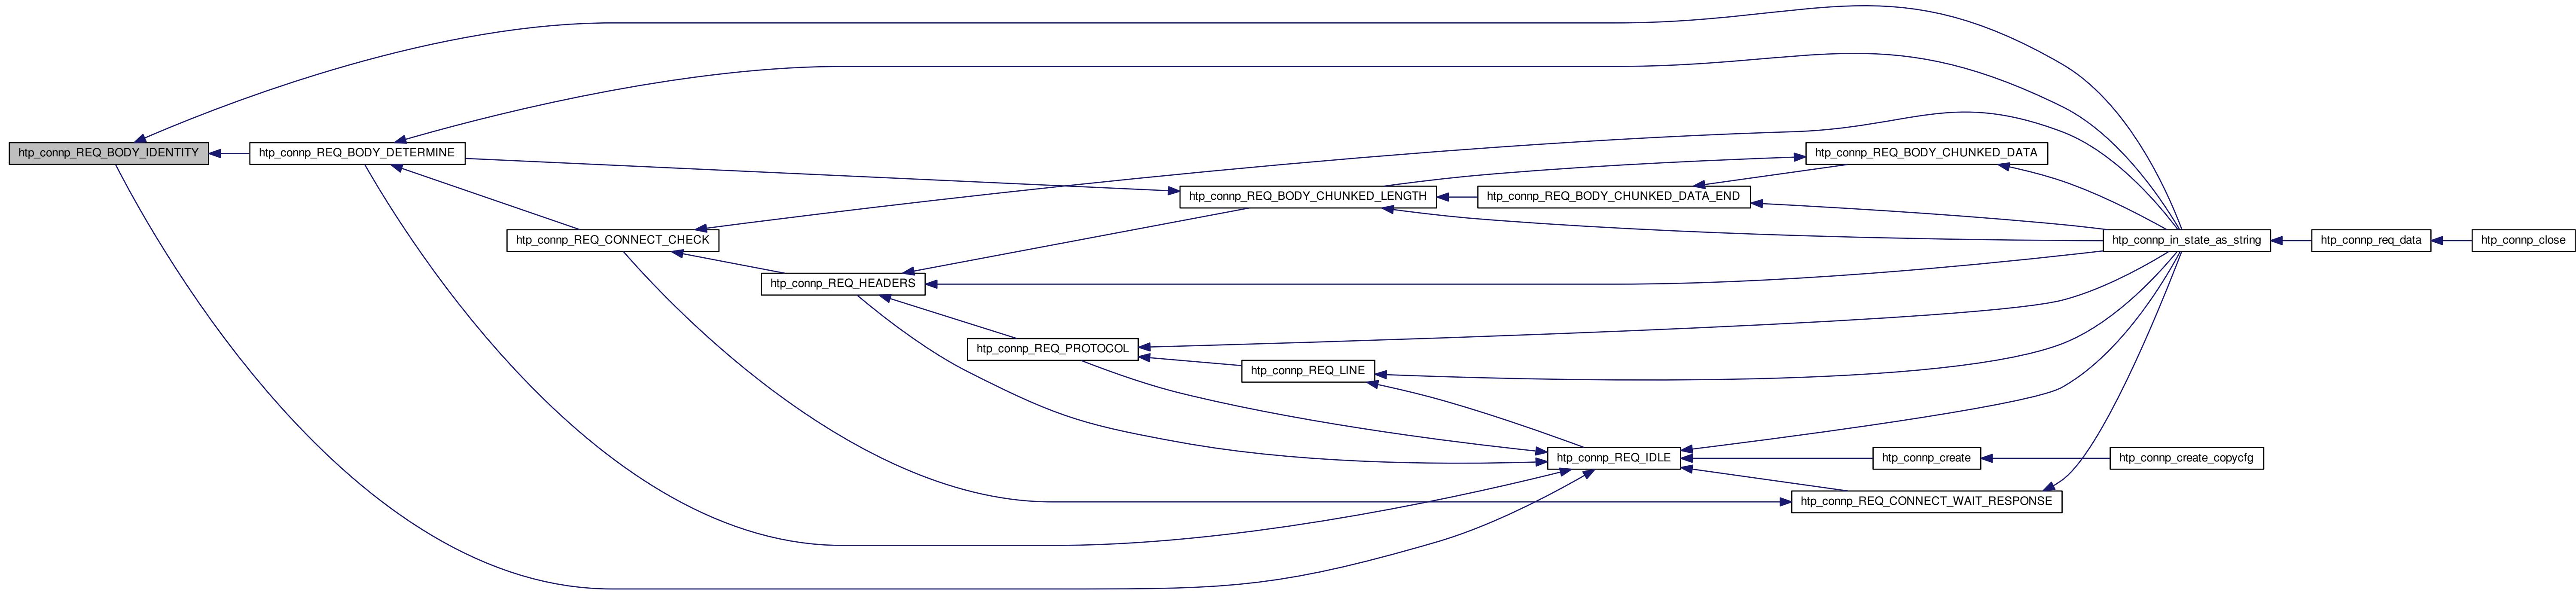 htp_connp_REQ_BODY_IDENTITY
htp_connp_REQ_BODY_DETERMINE
htp_connp_REQ_CONNECT_CHECK
htp_connp_REQ_HEADERS
htp_connp_REQ_PROTOCOL
htp_connp_REQ_BODY_CHUNKED_LENGTH
htp_connp_REQ_LINE
htp_connp_REQ_BODY_CHUNKED_DATA_END
htp_connp_REQ_IDLE
htp_connp_REQ_BODY_CHUNKED_DATA
htp_connp_create
htp_connp_REQ_CONNECT_WAIT_RESPONSE
htp_connp_in_state_as_string
htp_connp_create_copycfg
htp_connp_req_data
htp_connp_close